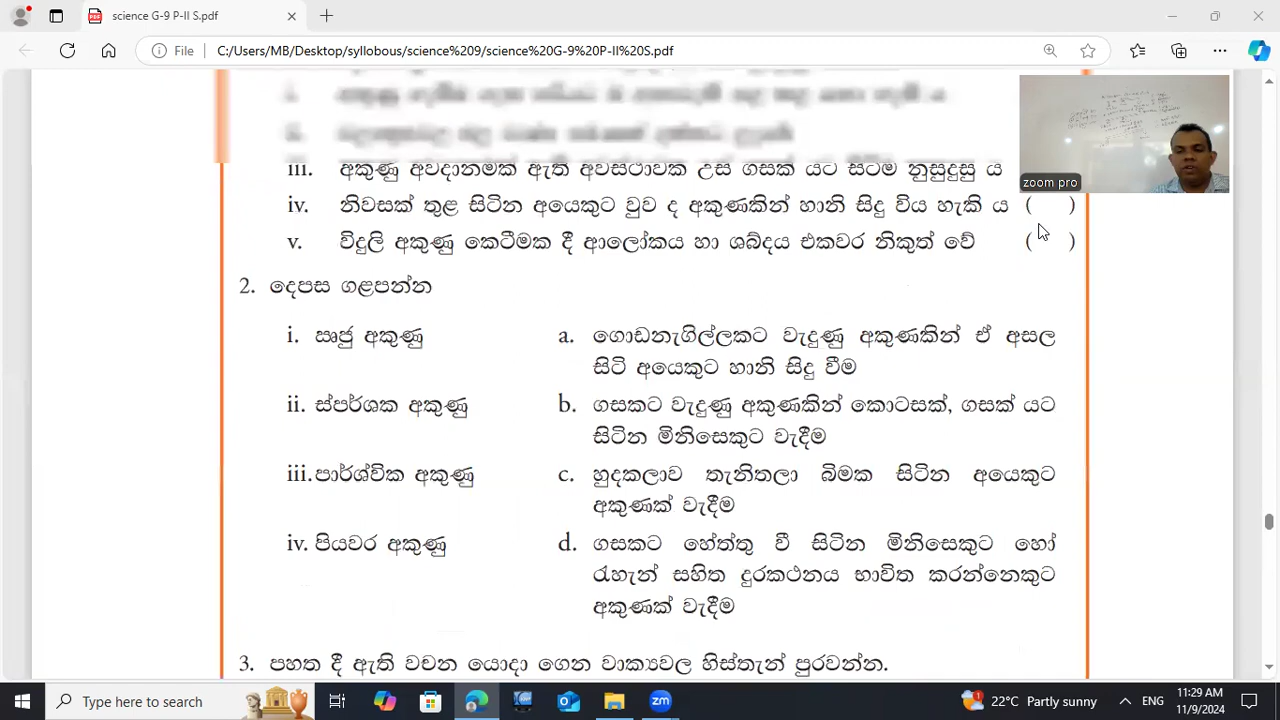 science G-9 P-II S.pdf
File C:/Users/MB/Desktop/syllobous/science%209/science%20G-9%20P-II%20S.pdf
iii. අකුණු අවදානමක් ඇති අවස්ථාවක උස ගසක් යට සිටීම නුසුදුසු ය
zoom pro
iv. නිවසක් තුළ සිටින අයෙකුට වුව ද අකුණකින් හානි සිදු විය හැකි ය ( )
v. විදුලි අකුණු කෙටීමක දී ආලෝකය හා ශබ්දය එකවර නිකුත් වේ ( )
2. දෙපස ගළපන්න
i. සෘජු අකුණු a. ගොඩනැගිල්ලකට වැදුණු අකුණකින් ඒ අසල
සිටි අයෙකුට හානි සිදු වීම
ii. ස්පර්ශක අකුණු b. ගසකට වැදුණු අකුණකින් කොටසක්, ගසක් යට
සිටින මිනිසෙකුට වැදීම
iii. පාර්ශ්වික අකුණු c. හුදකලාව තැනිතලා බිමක සිටින අයෙකුට
අකුණක් වැදීම
iv. පියවර අකුණු d. ගසකට හේත්තු වී සිටින මිනිසෙකුට හෝ
රැහැන් සහිත දුරකථනය භාවිත කරන්නෙකුට
අකුණක් වැදීම
3. පහත දී ඇති වචන යොදා ගෙන වාක්‍යවල හිස්තැන් පුරවන්න.
Type here to search
22°C Partly sunny
ENG
11:29 AM
11/9/2024